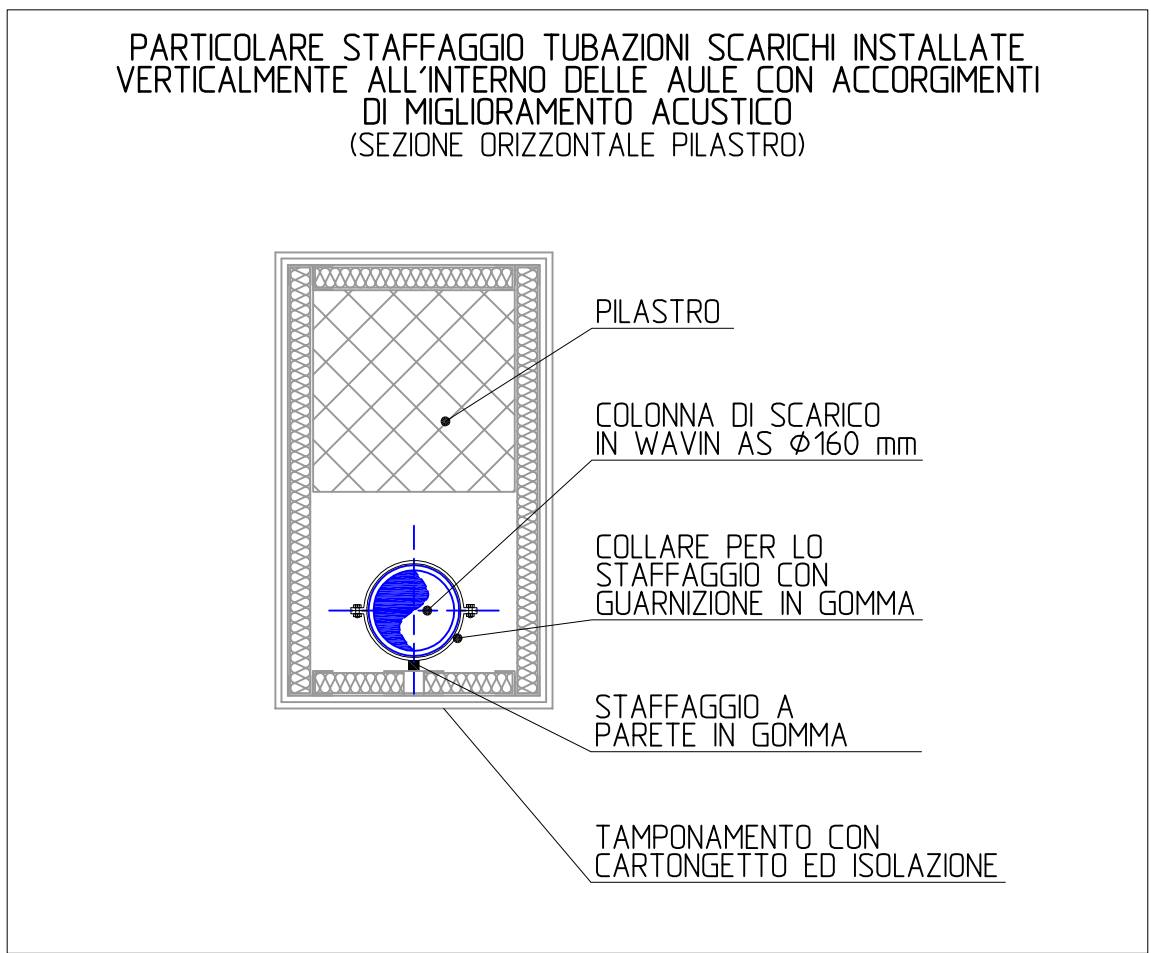 PARTICOLARE STAFFAGGIO TUBAZIONI SCARICHI INSTALLATE
VERTICALMENTE ALL'INTERNO DELLE AULE CON ACCORGIMENTI
DI MIGLIORAMENTO ACUSTICO
(SEZIONE ORIZZONTALE PILASTRO)
PILASTRO
COLONNA DI SCARICO
IN WAVIN AS Ø160 mm
COLLARE PER LO
STAFFAGGIO CON
GUARNIZIONE IN GOMMA
STAFFAGGIO A
PARETE IN GOMMA
TAMPONAMENTO CON
CARTONGETTO ED ISOLAZIONE